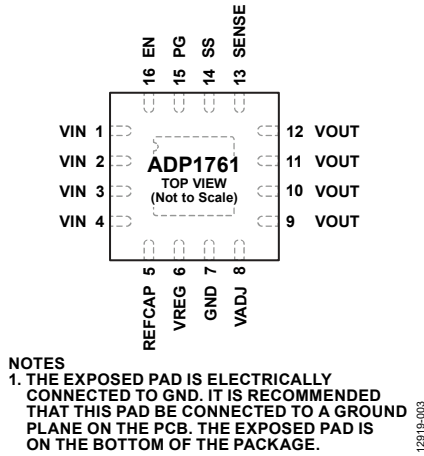 16 EN
15 PG
14 SS
13 SENSE
VIN 1
VIN 2
VIN 3
VIN 4
ADP1761
TOP VIEW
(Not to Scale)
12 VOUT
11 VOUT
10 VOUT
9 VOUT
REFCAP 5
VREG 6
GND 7
VADJ 8
NOTES
1. THE EXPOSED PAD IS ELECTRICALLY
CONNECTED TO GND. IT IS RECOMMENDED
THAT THIS PAD BE CONNECTED TO A GROUND
PLANE ON THE PCB. THE EXPOSED PAD IS
ON THE BOTTOM OF THE PACKAGE.
12919-003